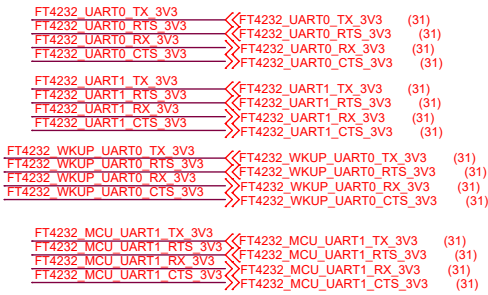 FT4232_UART0_TX_3V3 FT4232_UART0_TX_3V3 (31)
FT4232_UART0_RTS_3V3 FT4232_UART0_RTS_3V3 (31)
FT4232_UART0_RX_3V3 FT4232_UART0_RX_3V3 (31)
FT4232_UART0_CTS_3V3 FT4232_UART0_CTS_3V3 (31)
FT4232_UART1_TX_3V3 FT4232_UART1_TX_3V3 (31)
FT4232_UART1_RTS_3V3 FT4232_UART1_RTS_3V3 (31)
FT4232_UART1_RX_3V3 FT4232_UART1_RX_3V3 (31)
FT4232_UART1_CTS_3V3 FT4232_UART1_CTS_3V3 (31)
FT4232_WKUP_UART0_TX_3V3 FT4232_WKUP_UART0_TX_3V3 (31)
FT4232_WKUP_UART0_RTS_3V3 FT4232_WKUP_UART0_RTS_3V3 (31)
FT4232_WKUP_UART0_RX_3V3 FT4232_WKUP_UART0_RX_3V3 (31)
FT4232_WKUP_UART0_CTS_3V3 FT4232_WKUP_UART0_CTS_3V3 (31)
FT4232_MCU_UART1_TX_3V3 FT4232_MCU_UART1_TX_3V3 (31)
FT4232_MCU_UART1_RTS_3V3 FT4232_MCU_UART1_RTS_3V3 (31)
FT4232_MCU_UART1_RX_3V3 FT4232_MCU_UART1_RX_3V3 (31)
FT4232_MCU_UART1_CTS_3V3 FT4232_MCU_UART1_CTS_3V3 (31)